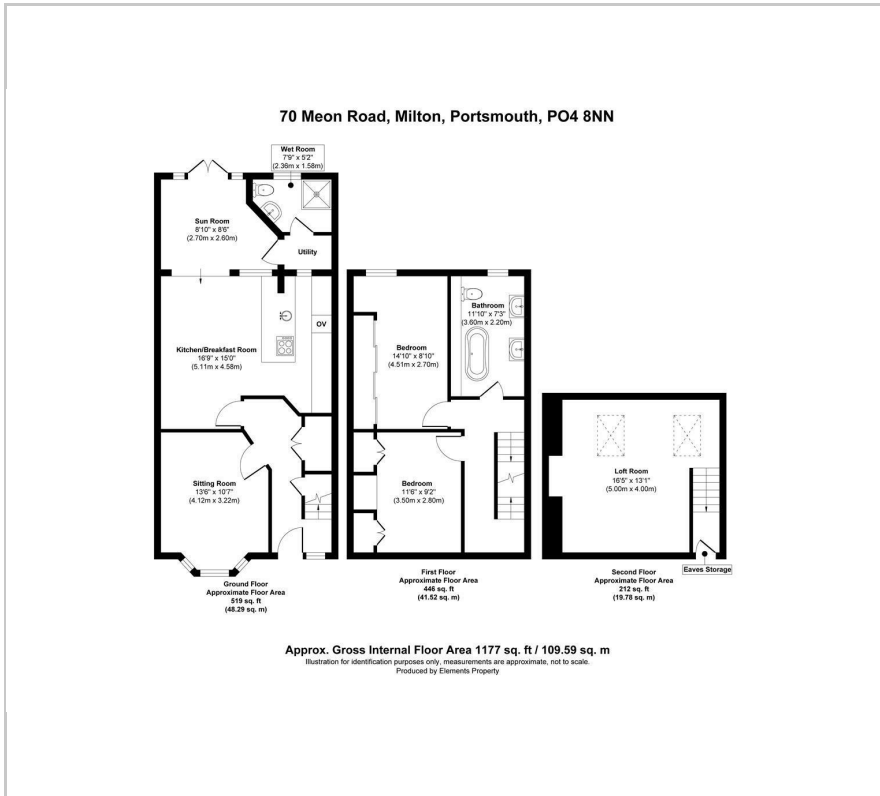 70 Meon Road, Milton, Portsmouth, PO4 8NN
Wet Room
7'9" x 5'2"
(2.36m x 1.58m)
Sun Room
8'10" x 8'6"
(2.70m x 2.60m)
Utility
Kitchen/Breakfast Room
16'9" x 15'0"
(5.11m x 4.58m)
OV
Sitting Room
13'6" x 10'7"
(4.12m x 3.22m)
Ground Floor
Approximate Floor Area
519 sq. ft
(48.29 sq. m)
Bathroom
11'10" x 7'3"
(3.60m x 2.20m)
Bedroom
14'10" x 8'10"
(4.51m x 2.70m)
Bedroom
11'6" x 9'2"
(3.50m x 2.80m)
First Floor
Approximate Floor Area
446 sq. ft
(41.52 sq. m)
Loft Room
16'5" x 13'1"
(5.00m x 4.00m)
Eaves Storage
Second Floor
Approximate Floor Area
212 sq. ft
(19.78 sq. m)
Approx. Gross Internal Floor Area 1177 sq. ft / 109.59 sq. m
Illustration for identification purposes only, measurements are approximate, not to scale.
Produced by Elements Property